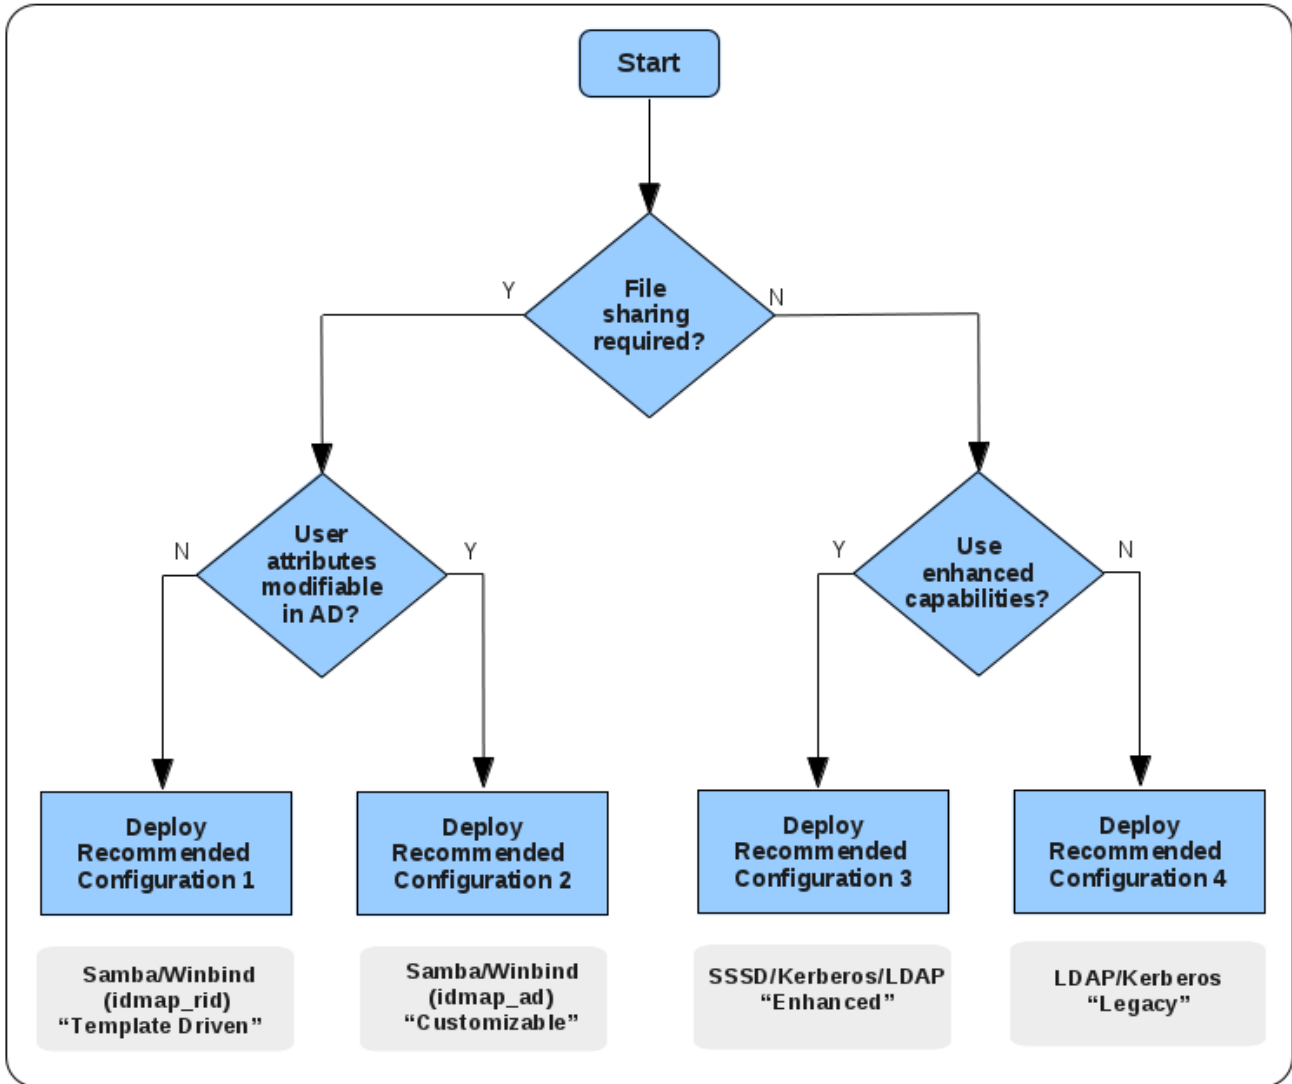 Start
File
sharing
required?
Y
N
User
attributes
modifiable
in AD?
N
Y
Use
enhanced
capabilities?
Y
N
Deploy
Recommended
Configuration 1
Deploy
Recommended
Configuration 2
Deploy
Recommended
Configuration 3
Deploy
Recommended
Configuration 4
Samba/Winbind
(idmap_rid)
“Template Driven”
Samba/Winbind
(idmap_ad)
“Customizable”
SSSD/Kerberos/LDAP
“Enhanced”
LDAP/Kerberos
“Legacy”